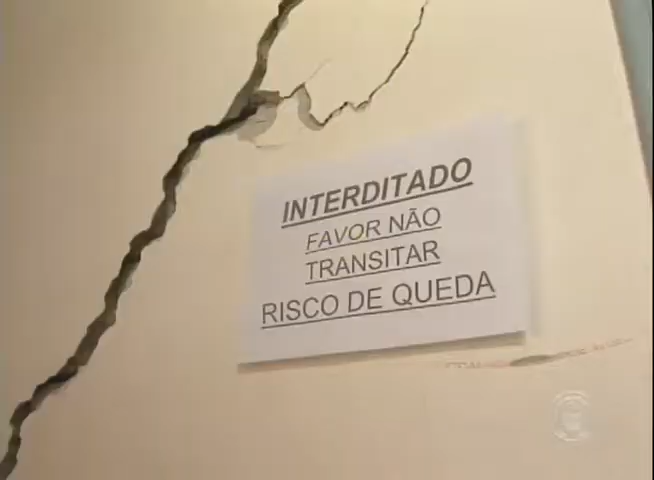 INTERDITADO
FAVOR NÃO
TRANSITAR
RISCO DE QUEDA